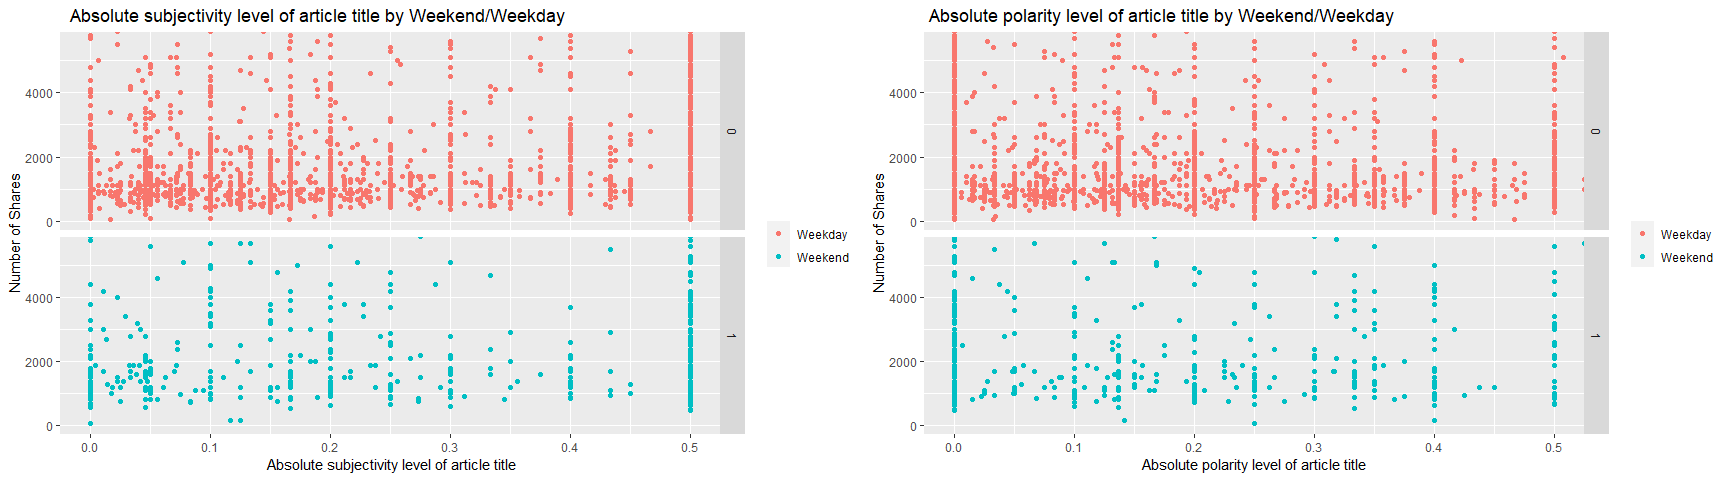 Absolute subjectivity level of article title by Weekend/Weekday
Number of Shares
4000
2000
0
0
4000
2000
0
1
0.0 0.1 0.2 0.3 0.4 0.5
Absolute subjectivity level of article title
Weekday
Weekend
Absolute polarity level of article title by Weekend/Weekday
Number of Shares
4000
2000
0
0
4000
2000
0
1
0.0 0.1 0.2 0.3 0.4 0.5
Absolute polarity level of article title
Weekday
Weekend